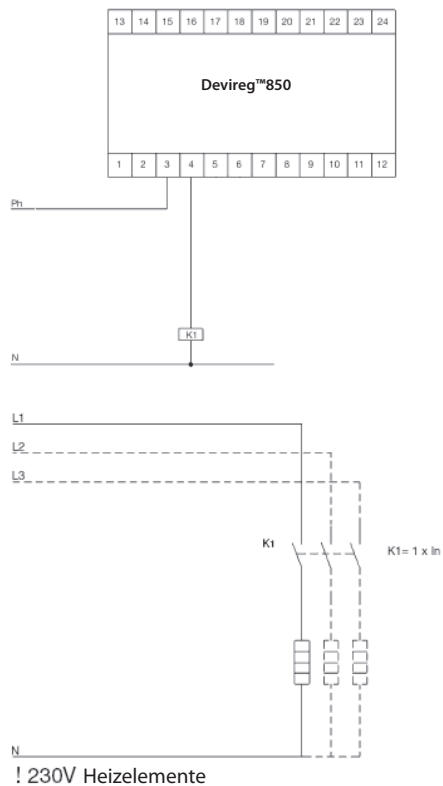 13 14 15 16 17 18 19 20 21 22 23 24
Devireg™850
1 2 3 4 5 6 7 8 9 10 11 12
Ph
K1
N
L1
L2
L3
K1
K1= 1 x In
N
! 230V Heizelemente